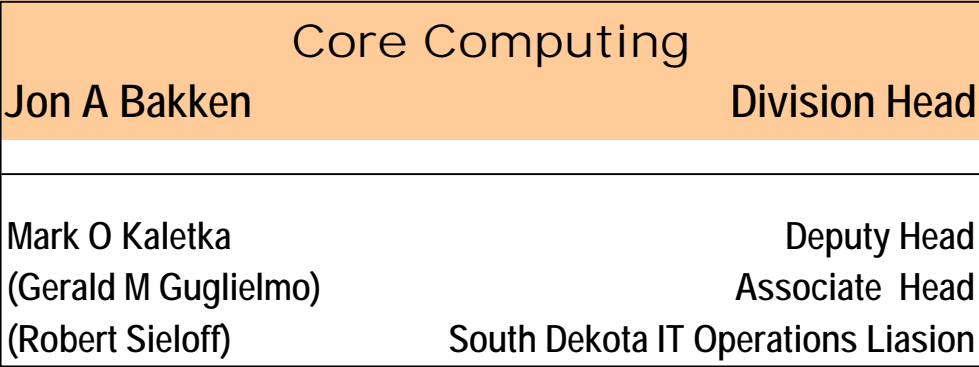 Core Computing
Jon A Bakken Division Head
Mark O Kaletka Deputy Head
(Gerald M Guglielmo) Associate Head
(Robert Sieloff) South Dekota IT Operations Liasion